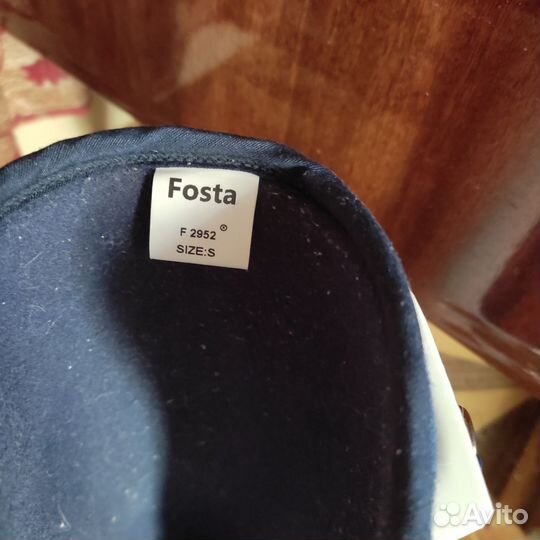 Fosta
F 2952 ®
SIZE:S
Avito